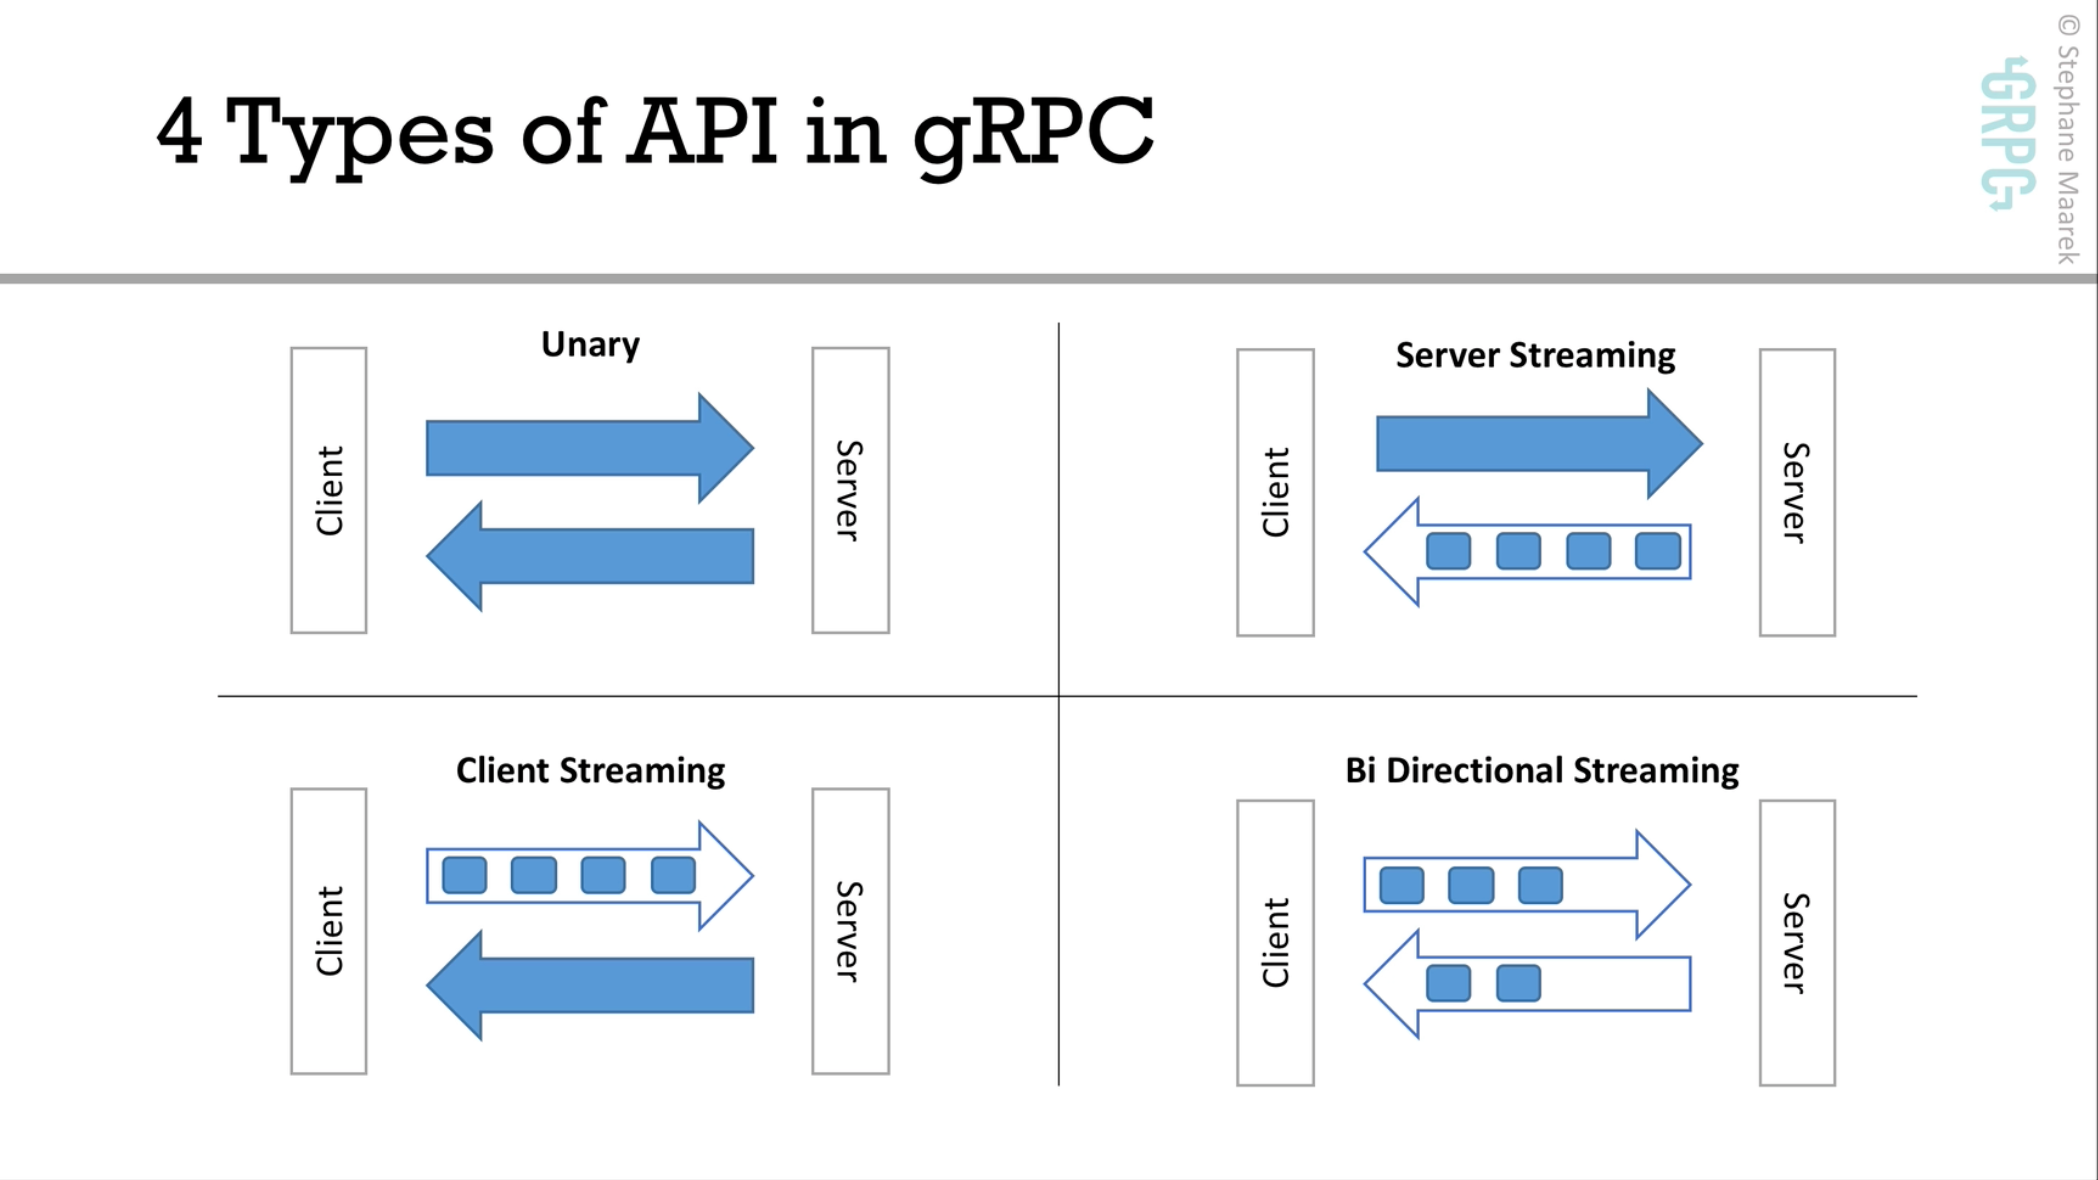 4 Types of API in gRPC
GRPC
© Stephane Maarek
Unary
Client
Server
Server Streaming
Client
Server
Client Streaming
Client
Server
Bi Directional Streaming
Client
Server